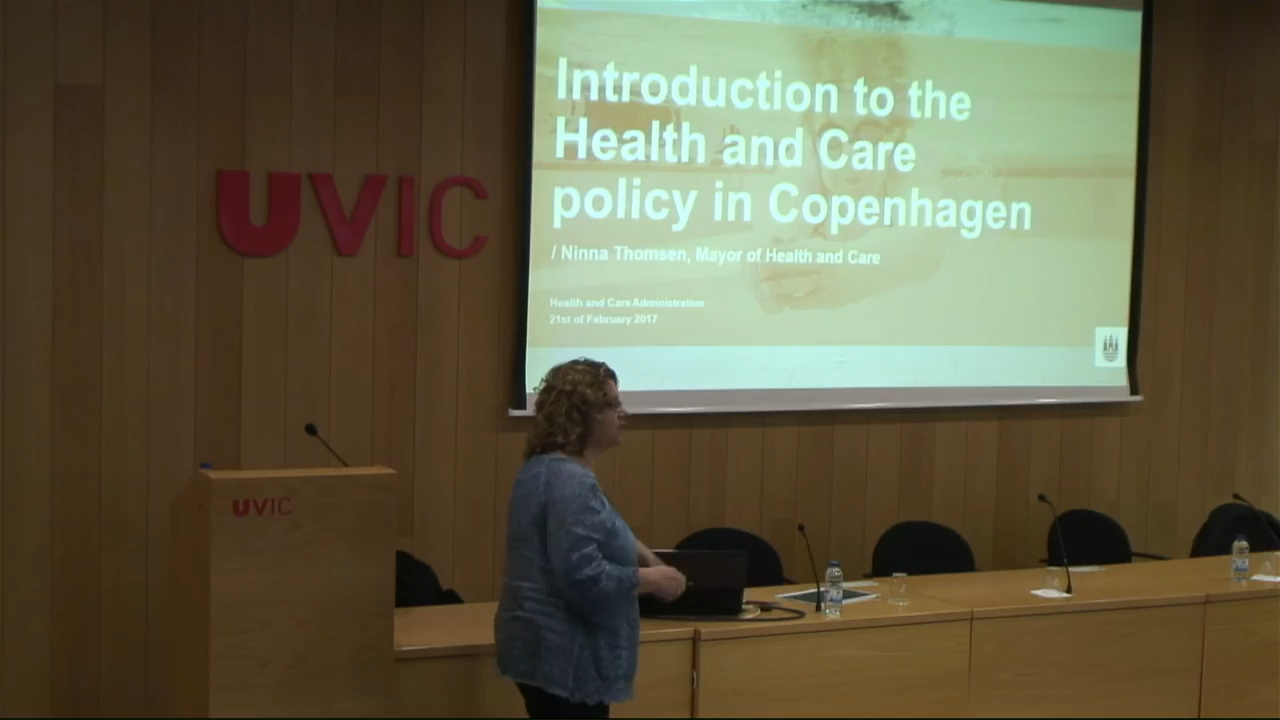 Introduction to the
Health and Care
policy in Copenhagen
/ Ninna Thomsen, Mayor of Health and Care
Health and Care Administration
21st of February 2017
UVIC
UVIC